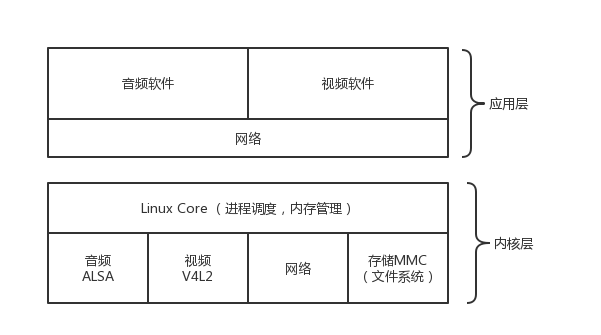 音频软件
视频软件
应用层
网络
Linux Core （进程调度，内存管理）
内核层
音频
ALSA
视频
V4L2
网络
存储MMC
（文件系统）